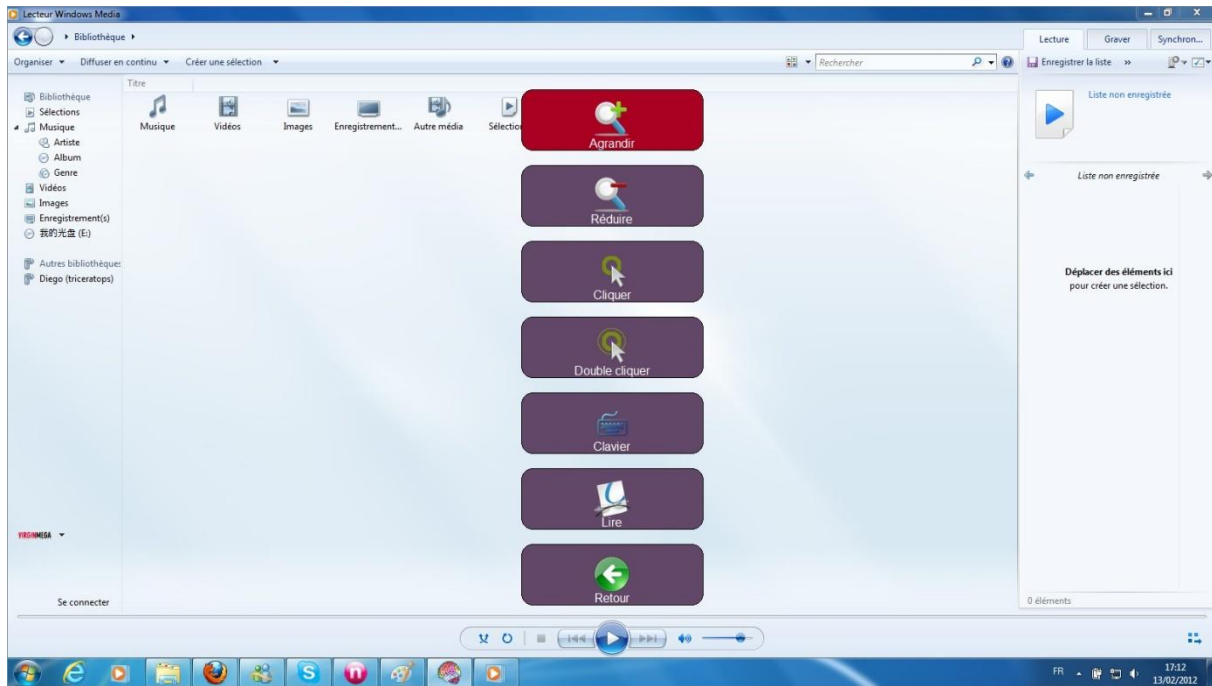 Lecteur Windows Media
Bibliothèque
Lecture Graver Synchron...
Organiser Diffuser en continu Créer une sélection Rechercher Enregistrer la liste »
Titre
Bibliothèque
Sélections
Musique
Artiste
Album
Genre
Vidéos
Images
Enregistrement(s)
我的光盘 (E:)
Autres bibliothèques
Diego (triceratops)
VIRGINMEGA
Se connecter
Musique Vidéos Images Enregistrement... Autre média Sélection
Agrandir
Réduire
Cliquer
Double cliquer
Clavier
Lire
Retour
Liste non enregistrée
Liste non enregistrée
Déplacer des éléments ici
pour créer une sélection.
0 éléments
FR
17:12
13/02/2012